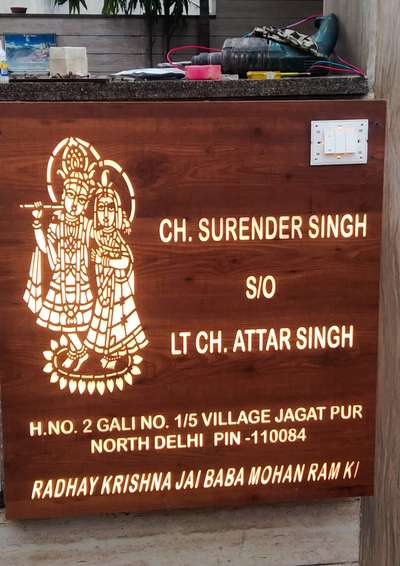 CH. SURENDER SINGH
S/O
LT CH. ATTAR SINGH
H.NO. 2 GALI NO. 1/5 VILLAGE JAGAT PUR
NORTH DELHI PIN -110084
RADHAY KRISHNA JAI BABA MOHAN RAM KI